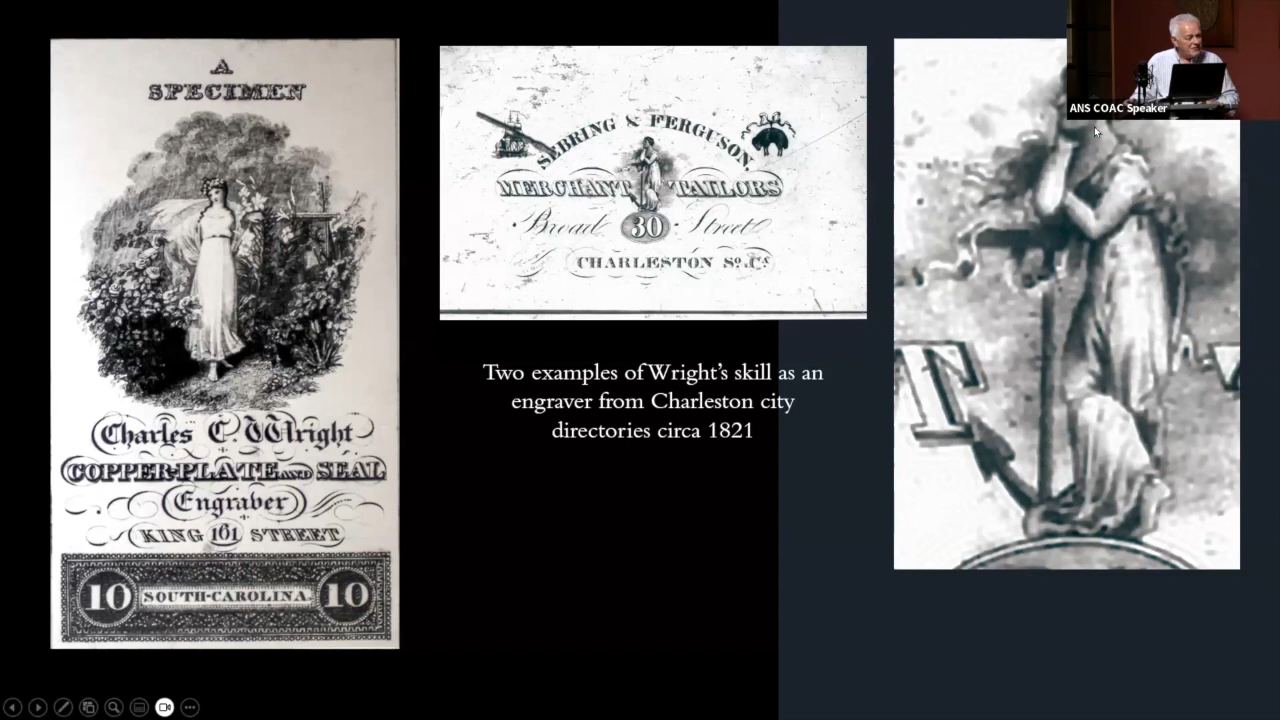 A
SPECIMEN
Charles C. Wright
COPPER-PLATE AND SEAL
Engraver
KING 161 STREET
10 SOUTH-CAROLINA. 10
SEBRING & FERGUSON
MERCHANT TAILORS
Broad 30 Street
CHARLESTON So. Ca.
Two examples of Wright’s skill as an
engraver from Charleston city
directories circa 1821
T
ANS COAC Speaker